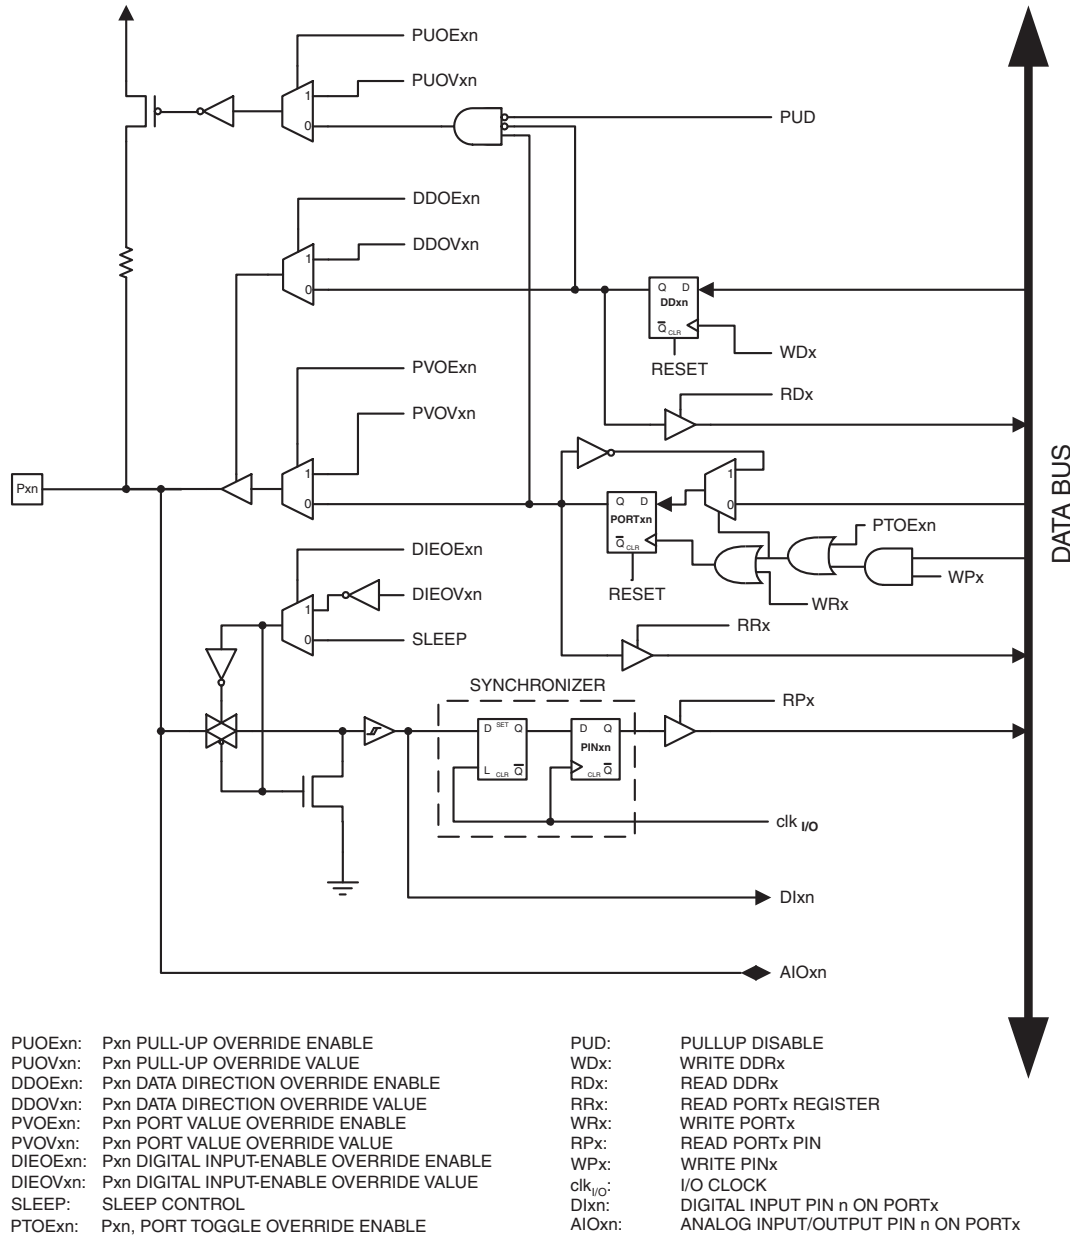 PUOExn
PUOVxn
1
0
PUD
DDOExn
DDOVxn
1
0
Q D
DDxn
Q CLR
WDx
RESET
PVOExn
RDx
PVOVxn
DATA BUS
1
0
Pxn
1
0
Q D
PORTxn
Q CLR
PTOExn
DIEOExn
WPx
RESET
WRx
DIEOVxn
1
0
SLEEP
RRx
SYNCHRONIZER
RPx
D SET Q
D Q
PINxn
L CLR Q
CLR Q
clk I/O
DIxn
AIOxn
PUOExn: Pxn PULL-UP OVERRIDE ENABLE
PUOVxn: Pxn PULL-UP OVERRIDE VALUE
DDOExn: Pxn DATA DIRECTION OVERRIDE ENABLE
DDOVxn: Pxn DATA DIRECTION OVERRIDE VALUE
PVOExn: Pxn PORT VALUE OVERRIDE ENABLE
PVOVxn: Pxn PORT VALUE OVERRIDE VALUE
DIEOExn: Pxn DIGITAL INPUT-ENABLE OVERRIDE ENABLE
DIEOVxn: Pxn DIGITAL INPUT-ENABLE OVERRIDE VALUE
SLEEP: SLEEP CONTROL
PTOExn: Pxn, PORT TOGGLE OVERRIDE ENABLE
PUD: PULLUP DISABLE
WDx: WRITE DDRx
RDx: READ DDRx
RRx: READ PORTx REGISTER
WRx: WRITE PORTx
RPx: READ PORTx PIN
WPx: WRITE PINx
clkI/O: I/O CLOCK
DIxn: DIGITAL INPUT PIN n ON PORTx
AIOxn: ANALOG INPUT/OUTPUT PIN n ON PORTx